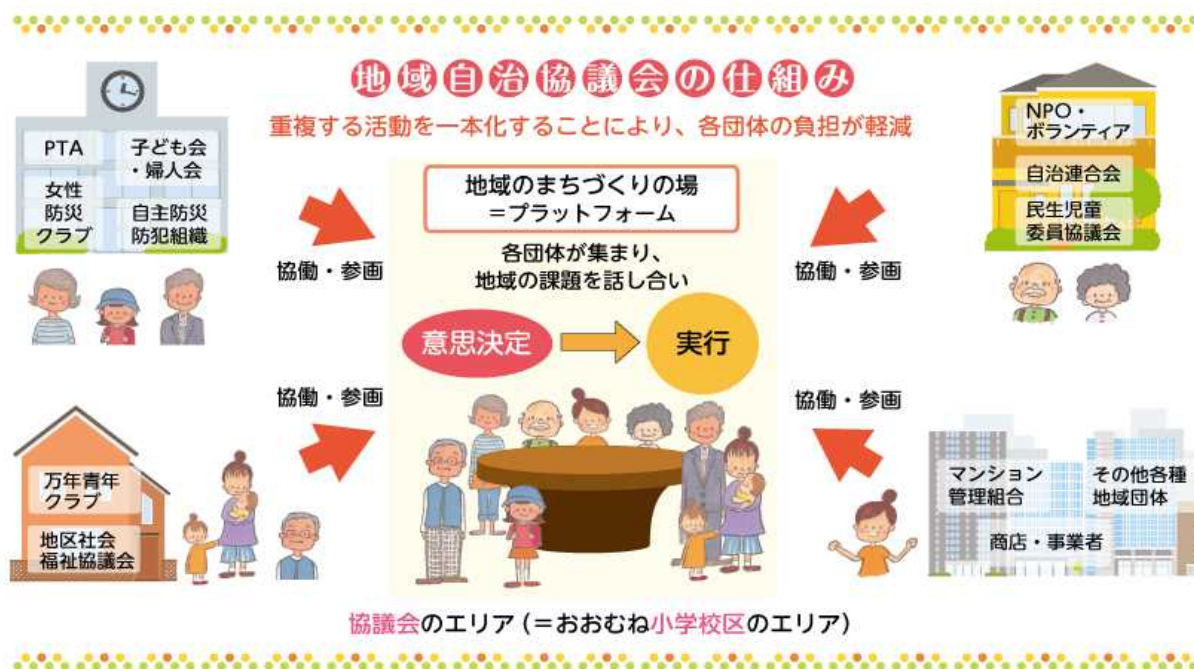 地域自治協議会の仕組み
重複する活動を一本化することにより、各団体の負担が軽減
PTA
子ども会
・婦人会
女性
防災
クラブ
自主防災
防犯組織
協働・参画
地域のまちづくりの場
＝プラットフォーム
各団体が集まり、
地域の課題を話し合い
意思決定
実行
NPO・
ボランティア
自治連合会
民生児童
委員協議会
協働・参画
万年青年
クラブ
地区社会
福祉協議会
協働・参画
協働・参画
マンション
管理組合
その他各種
地域団体
商店・事業者
協議会のエリア（＝おおむね小学校区のエリア）